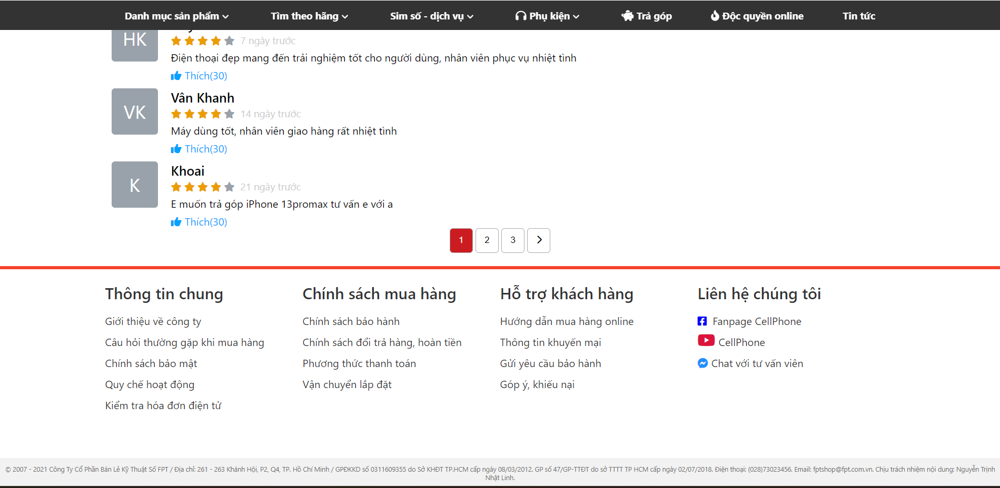 Danh mục sản phẩm Tìm theo hãng Sim số - dịch vụ Phụ kiện Trả góp Độc quyền online Tin tức
HK
7 ngày trước
Điện thoại đẹp mang đến trải nghiệm tốt cho người dùng, nhân viên phục vụ nhiệt tình
Thích(30)
VK
Vân Khanh
14 ngày trước
Máy dùng tốt, nhân viên giao hàng rất nhiệt tình
Thích(30)
K
Khoai
21 ngày trước
E muốn trả góp iPhone 13promax tư vấn e với a
Thích(30)
1 2 3
Thông tin chung
Giới thiệu về công ty
Câu hỏi thường gặp khi mua hàng
Chính sách bảo mật
Quy chế hoạt động
Kiểm tra hóa đơn điện tử
Chính sách mua hàng
Chính sách bảo hành
Chính sách đổi trả hàng, hoàn tiền
Phương thức thanh toán
Vận chuyển lắp đặt
Hỗ trợ khách hàng
Hướng dẫn mua hàng online
Thông tin khuyến mại
Gửi yêu cầu bảo hành
Góp ý, khiếu nại
Liên hệ chúng tôi
Fanpage CellPhone
CellPhone
Chat với tư vấn viên
© 2007 - 2021 Công Ty Cổ Phần Bán Lẻ Kỹ Thuật Số FPT / Địa chỉ: 261 - 263 Khánh Hội, P2, Q4, TP. Hồ Chí Minh / GPĐKKD số 0311609355 do Sở KHĐT TP.HCM cấp ngày 08/03/2012. GP số 47/GP-TTĐT do sở TTTT TP HCM cấp ngày 02/07/2018. Điện thoại: (028)73023456. Email: fptshop@fpt.com.vn. Chịu trách nhiệm nội dung: Nguyễn Trịnh
Nhật Linh.